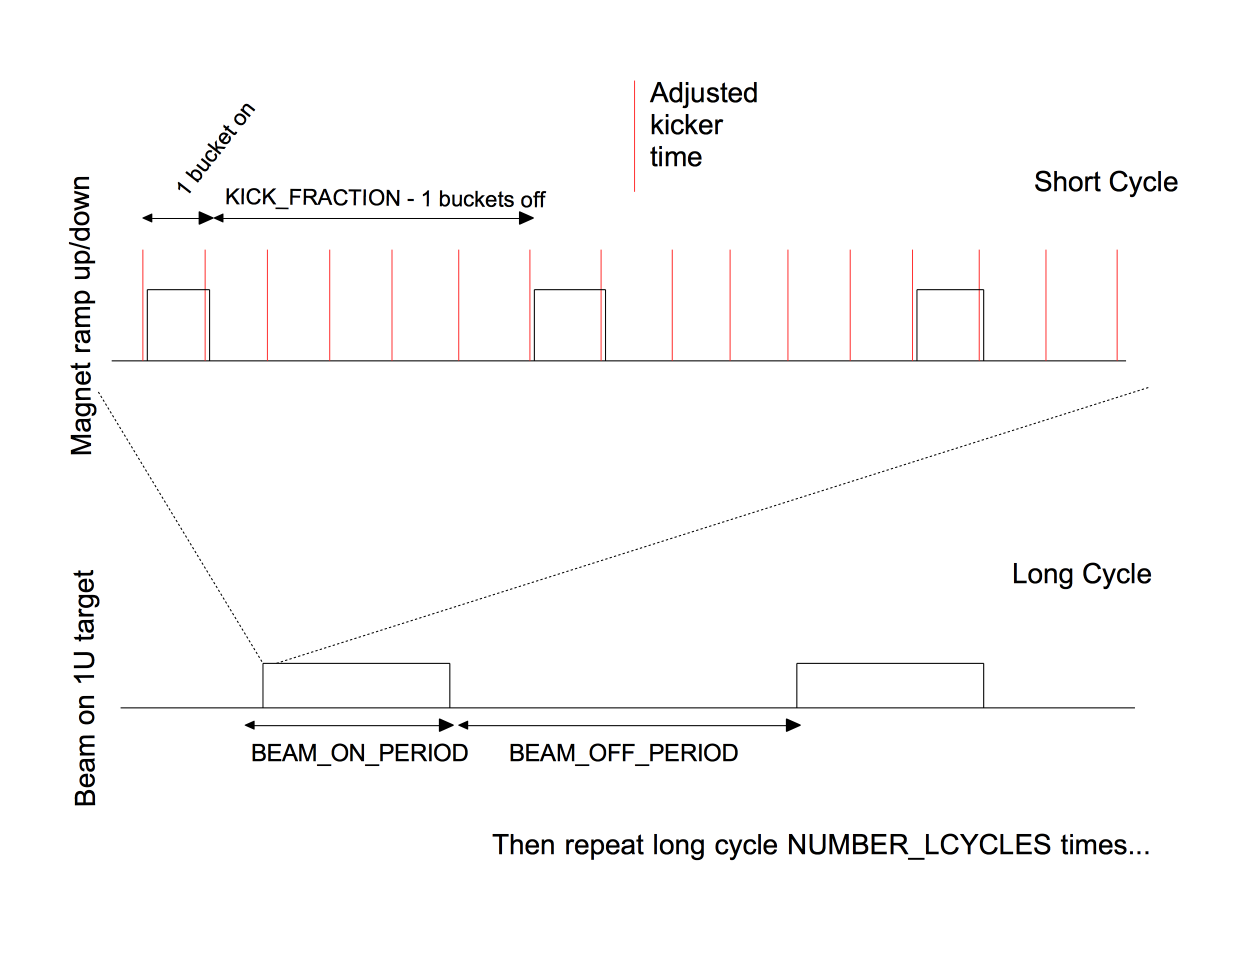 Adjusted
kicker
time
Short Cycle
1 bucket on
KICK_FRACTION - 1 buckets off
Magnet ramp up/down
Long Cycle
Beam on 1U target
BEAM_ON_PERIOD
BEAM_OFF_PERIOD
Then repeat long cycle NUMBER_LCYCLES times...